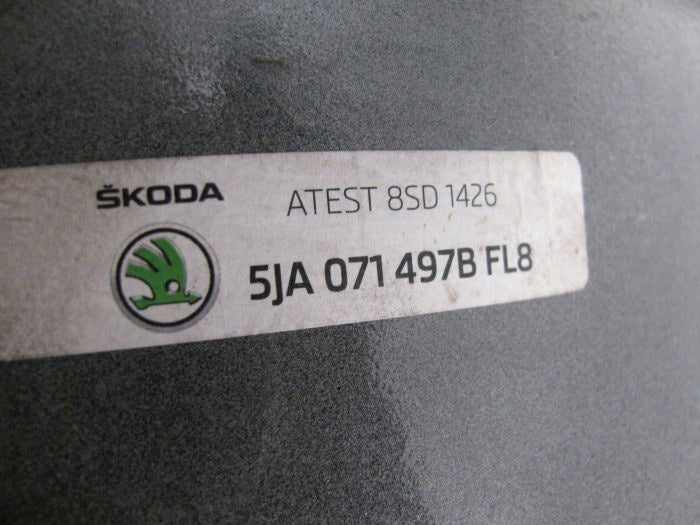 ŠKODA
ATEST 8SD 1426
5JA 071 497B FL8